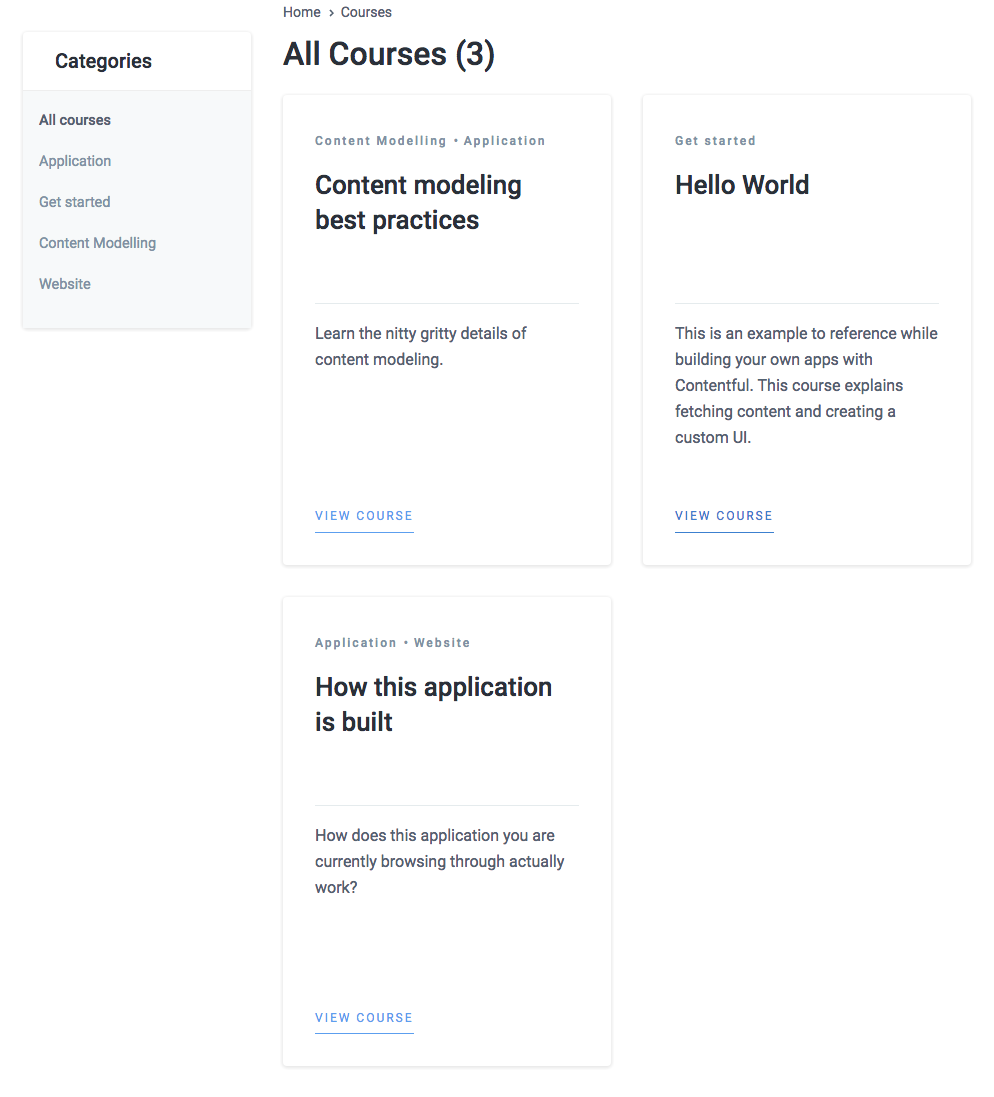 Home › Courses
Categories
All courses
Application
Get started
Content Modelling
Website
All Courses (3)
Content Modelling • Application
Content modeling
best practices
Learn the nitty gritty details of
content modeling.
VIEW COURSE
Get started
Hello World
This is an example to reference while
building your own apps with
Contentful. This course explains
fetching content and creating a
custom UI.
VIEW COURSE
Application • Website
How this application
is built
How does this application you are
currently browsing through actually
work?
VIEW COURSE